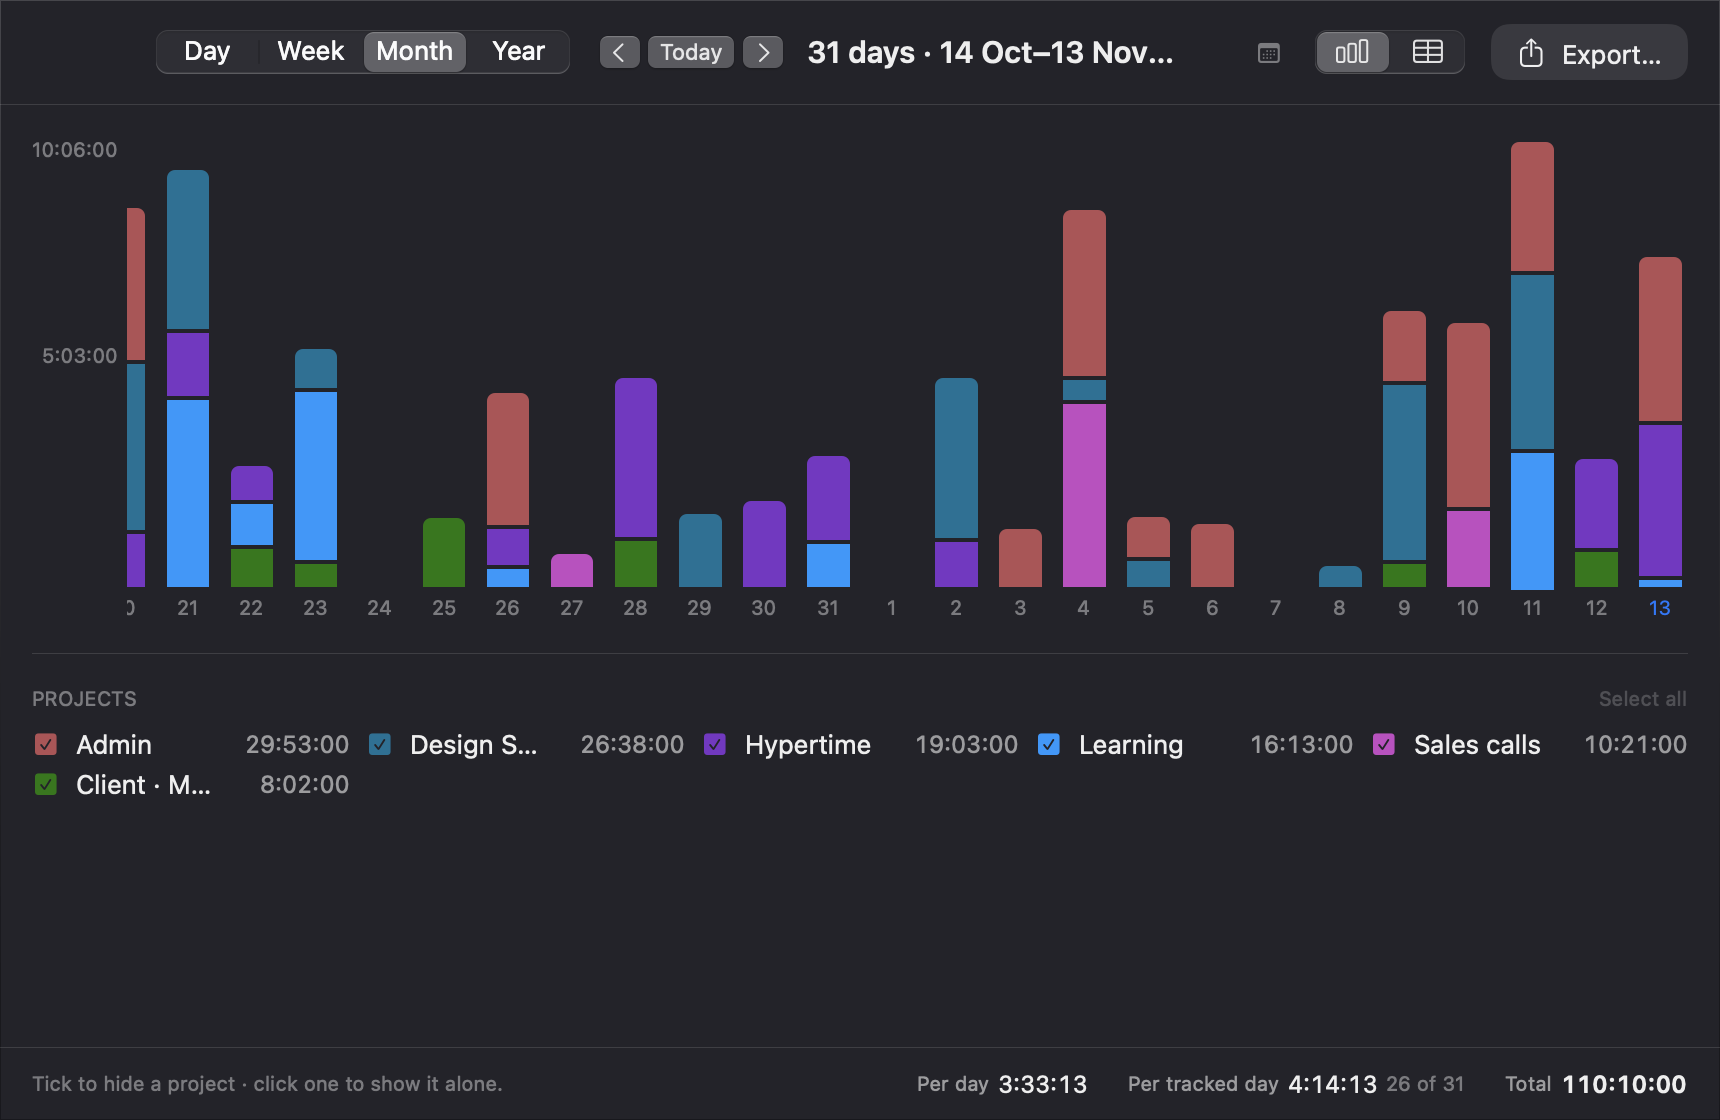 Day Week Month Year Today 31 days · 14 Oct–13 Nov... Export...
10:06:00
5:03:00
0 21 22 23 24 25 26 27 28 29 30 31 1 2 3 4 5 6 7 8 9 10 11 12 13
PROJECTS Select all
Admin 29:53:00 Design S... 26:38:00 Hypertime 19:03:00 Learning 16:13:00 Sales calls 10:21:00
Client · M... 8:02:00
Tick to hide a project · click one to show it alone. Per day 3:33:13 Per tracked day 4:14:13 26 of 31 Total 110:10:00